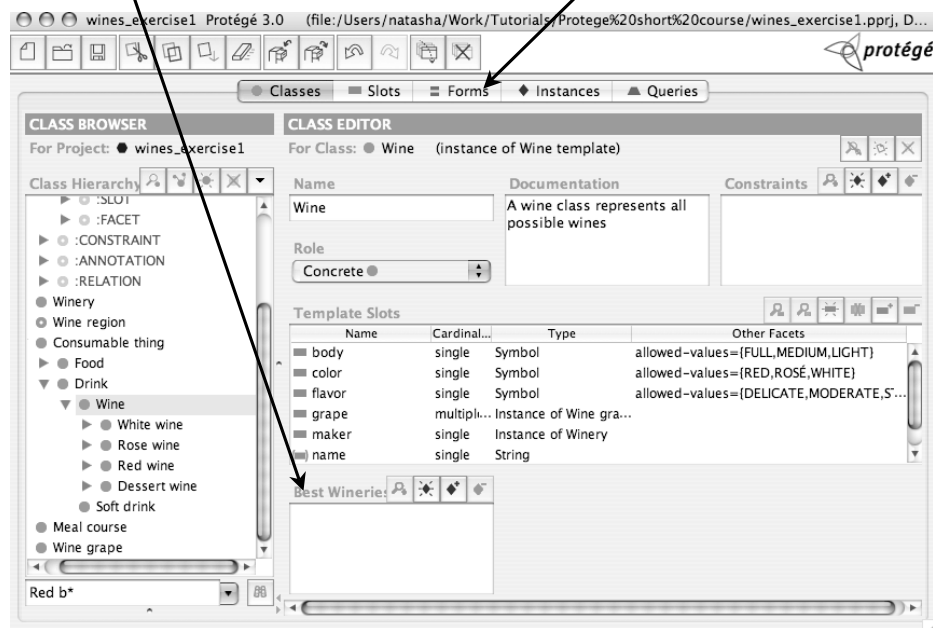 wines_exercise1 Protégé 3.0 (file:/Users/natasha/Work/Tutorials/Protege%20short%20course/wines_exercise1.pprj, D...
protégé
Classes Slots Forms Instances Queries
CLASS BROWSER
For Project: wines_exercise1
Class Hierarchy
:SLOT
:FACET
:CONSTRAINT
:ANNOTATION
:RELATION
Winery
Wine region
Consumable thing
Food
Drink
Wine
White wine
Rose wine
Red wine
Dessert wine
Soft drink
Meal course
Wine grape
Red b*
CLASS EDITOR
For Class: Wine (instance of Wine template)
Name
Wine
Role
Concrete
Documentation
A wine class represents all
possible wines
Constraints
Template Slots
Name Cardinal... Type Other Facets
body single Symbol allowed-values={FULL,MEDIUM,LIGHT}
color single Symbol allowed-values={RED,ROSÉ,WHITE}
flavor single Symbol allowed-values={DELICATE,MODERATE,ST...
grape multipl... Instance of Wine gra...
maker single Instance of Winery
name single String
Best Wineries